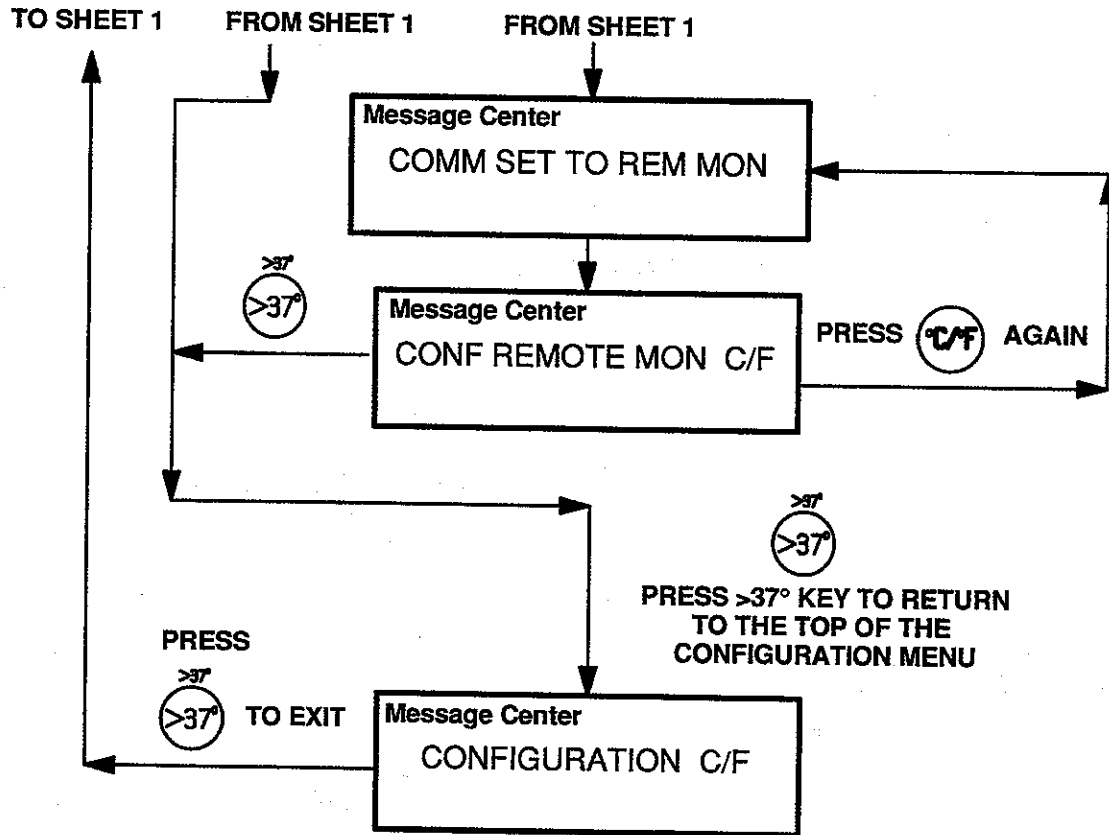 TO SHEET 1 FROM SHEET 1 FROM SHEET 1
Message Center
COMM SET TO REM MON
>37°
>37°
Message Center
CONF REMOTE MON C/F
PRESS °C/°F AGAIN
>37°
>37°
PRESS >37° KEY TO RETURN
TO THE TOP OF THE
CONFIGURATION MENU
PRESS
>37°
>37° TO EXIT
Message Center
CONFIGURATION C/F